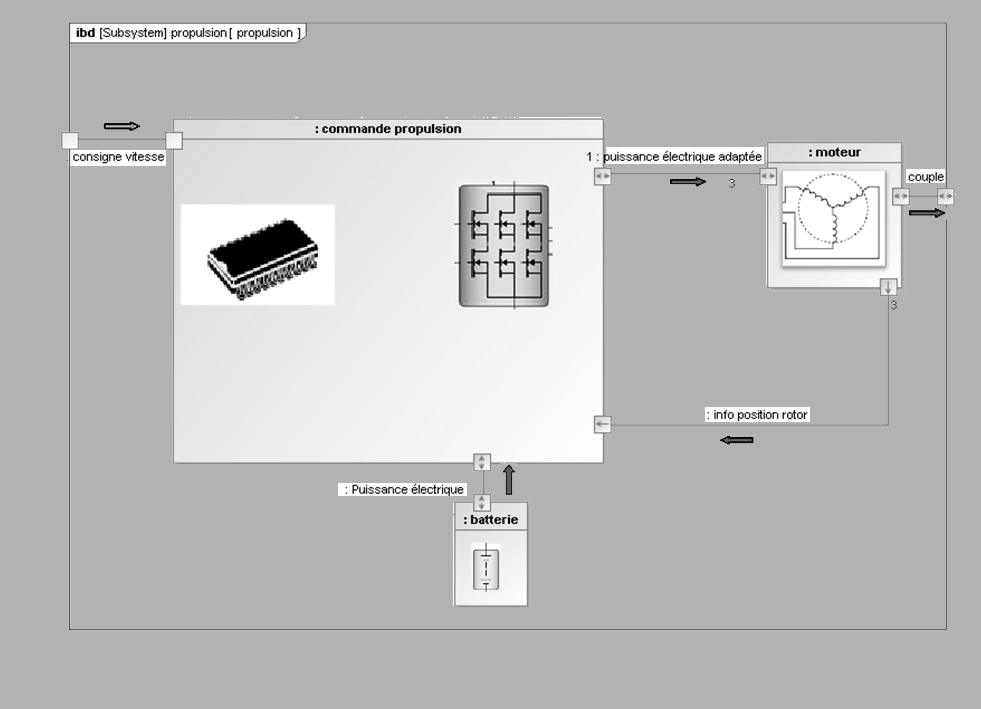 ibd [Subsystem] propulsion[ propulsion ]
: commande propulsion
: consigne vitesse
1 : puissance électrique adaptée
3
: moteur
couple
3
: info position rotor
: Puissance électrique
: batterie